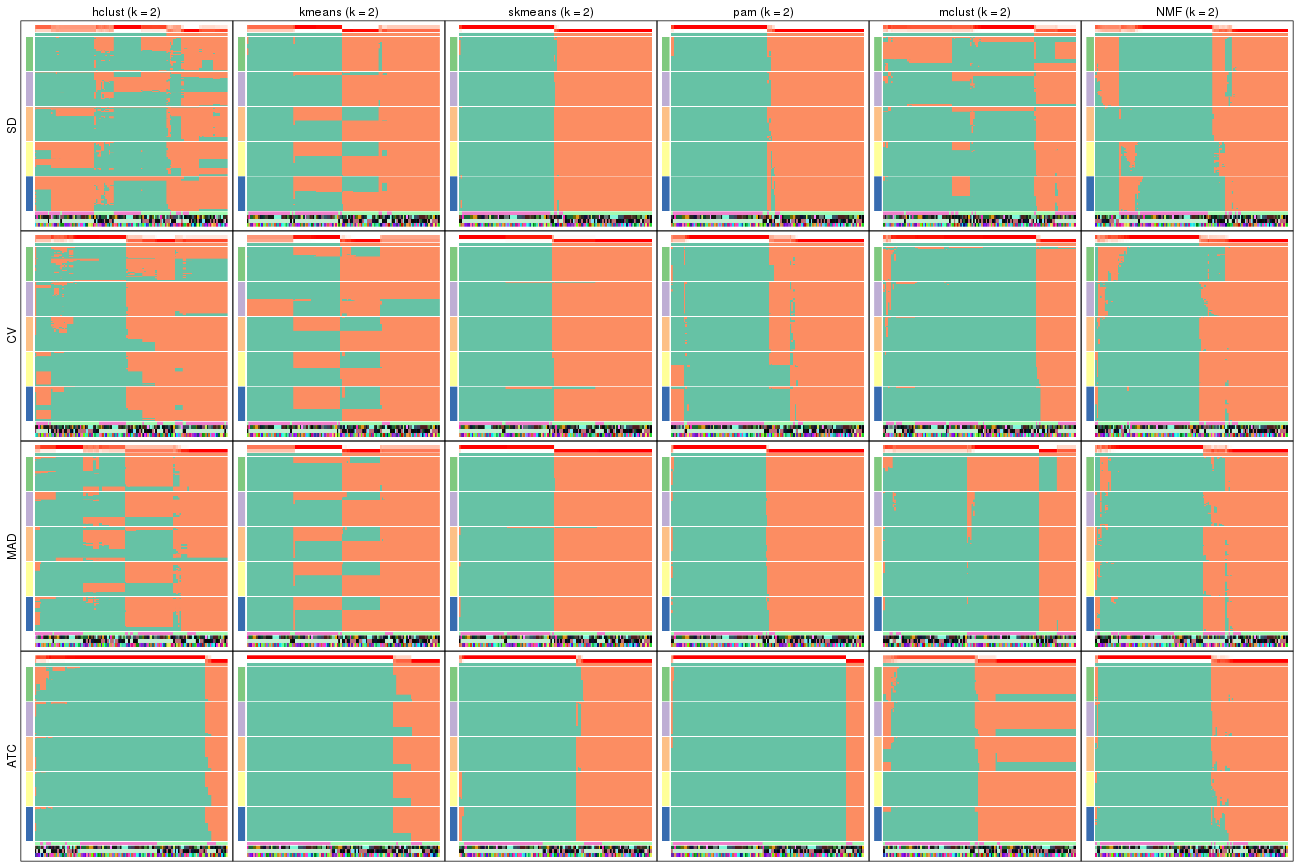 hclust (k = 2)
kmeans (k = 2)
skmeans (k = 2)
pam (k = 2)
mclust (k = 2)
NMF (k = 2)
SD
CV
MAD
ATC